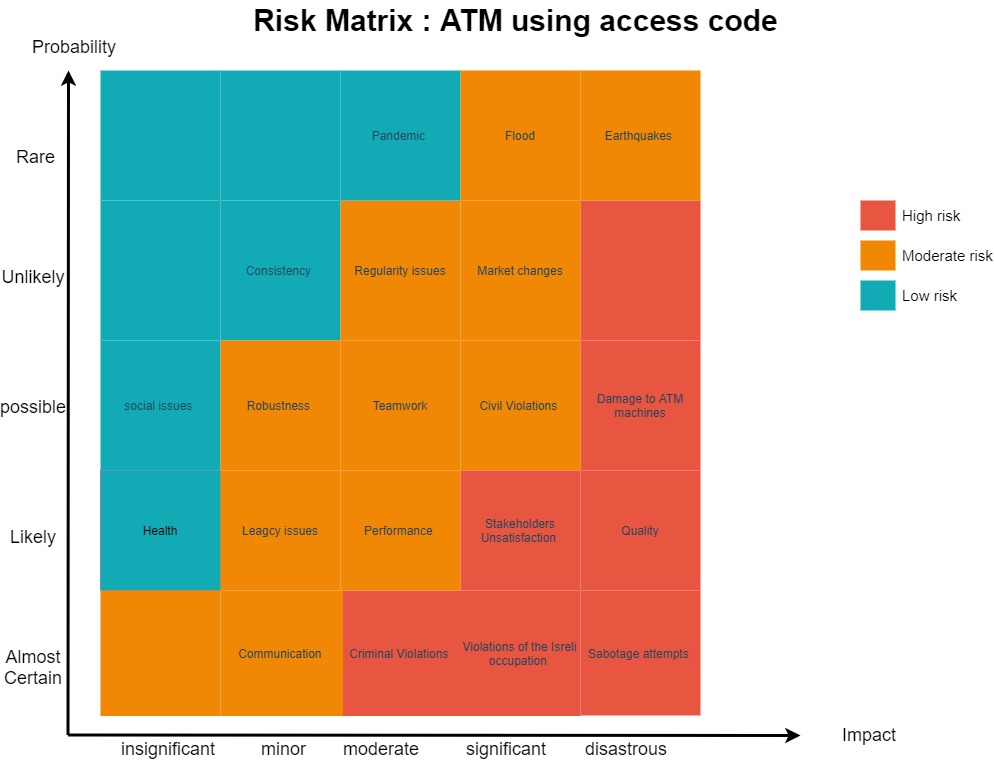 Risk Matrix : ATM using access code
Probability
Rare
Pandemic
Flood
Earthquakes
High risk
Moderate risk
Low risk
Unlikely
Consistency
Regularity issues
Market changes
possible
social issues
Robustness
Teamwork
Civil Violations
Damage to ATM
machines
Likely
Health
Leagcy issues
Performance
Stakeholders
Unsatisfaction
Quality
Almost
Certain
Communication
Criminal Violations
Violations of the Isreli
occupation
Sabotage attempts
insignificant
minor
moderate
significant
disastrous
Impact